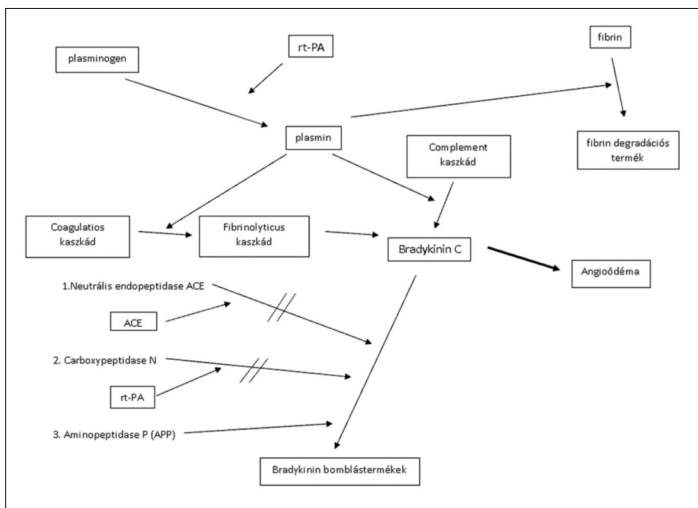 fibrin
rt-PA
plasminogen
plasmin
fibrin degradációs
termék
Complement
kaszkád
Coagulatios
kaszkád
Fibrinolyticus
kaszkád
Bradykinin C
Angioödéma
1.Neutrális endopeptidase ACE
ACE
2. Carboxypeptidase N
rt-PA
3. Aminopeptidase P (APP)
Bradykinin bomblástermékek